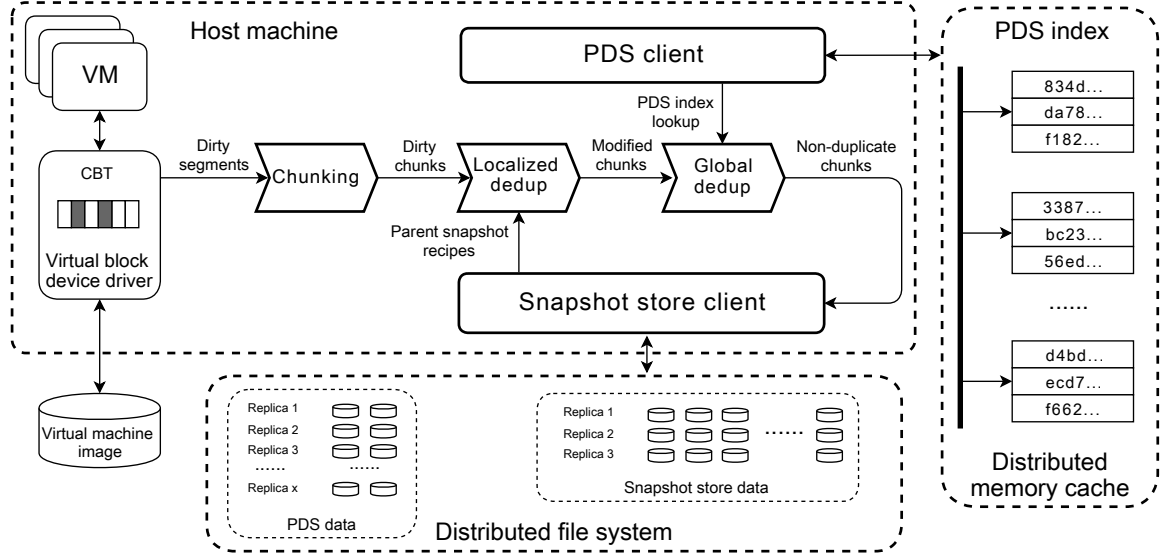 Host machine
VM
CBT
Virtual block
device driver
Virtual machine
image
Dirty
segments
Chunking
Dirty
chunks
Localized
dedup
Modified
chunks
Global
dedup
Non-duplicate
chunks
PDS client
PDS index
lookup
Parent snapshot
recipes
Snapshot store client
PDS index
834d...
da78...
f182...
3387...
bc23...
56ed...
......
d4bd...
ecd7...
f662...
Distributed
memory cache
Replica 1
Replica 2
Replica 3
...... ......
Replica x
PDS data
Replica 1
Replica 2 ......
Replica 3
Snapshot store data
Distributed file system